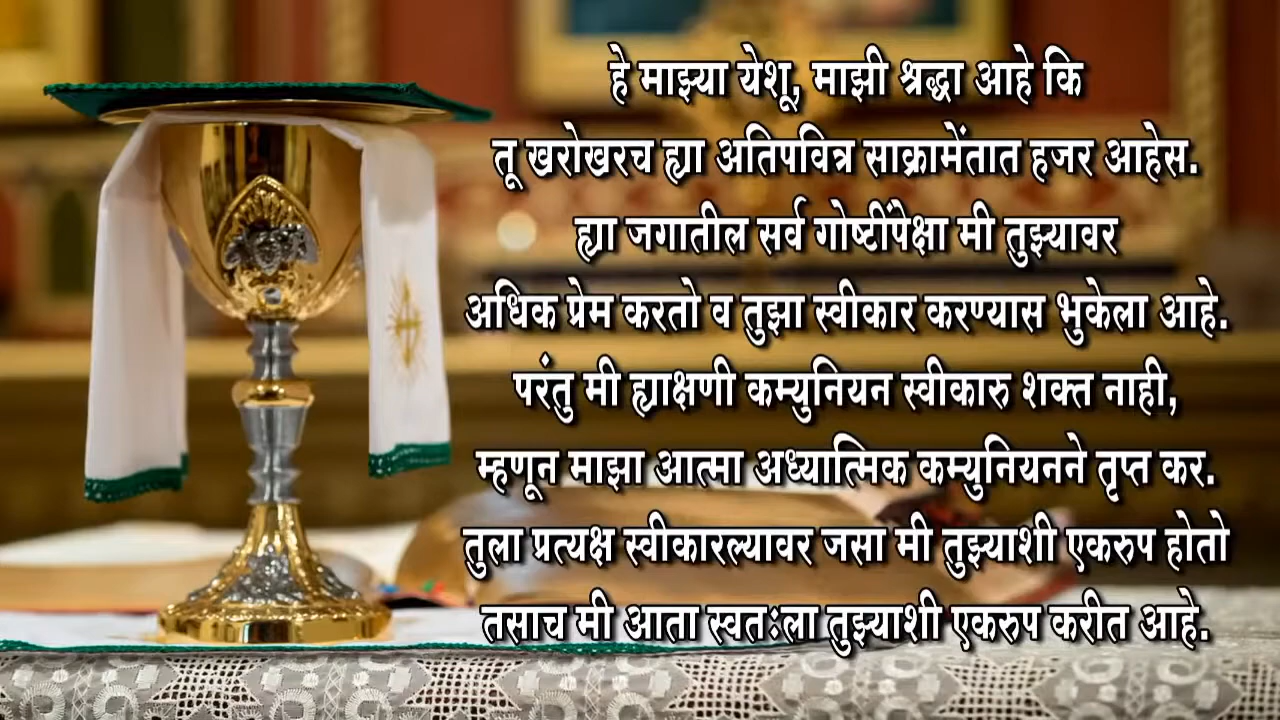 हे माझ्या येशू, माझी श्रद्धा आहे कि
तू खरोखरच ह्या अतिपवित्र साक्रामेंतात हजर आहेस.
ह्या जगातील सर्व गोष्टींपेक्षा मी तुझ्यावर
अधिक प्रेम करतो व तुझा स्वीकार करण्यास भुकेला आहे.
परंतु मी ह्याक्षणी कम्युनियन स्वीकारु शक्त नाही,
म्हणून माझा आत्मा अध्यात्मिक कम्युनियनने तृप्त कर.
तुला प्रत्यक्ष स्वीकारल्यावर जसा मी तुझ्याशी एकरुप होतो
तसाच मी आता स्वतःला तुझ्याशी एकरुप करीत आहे.